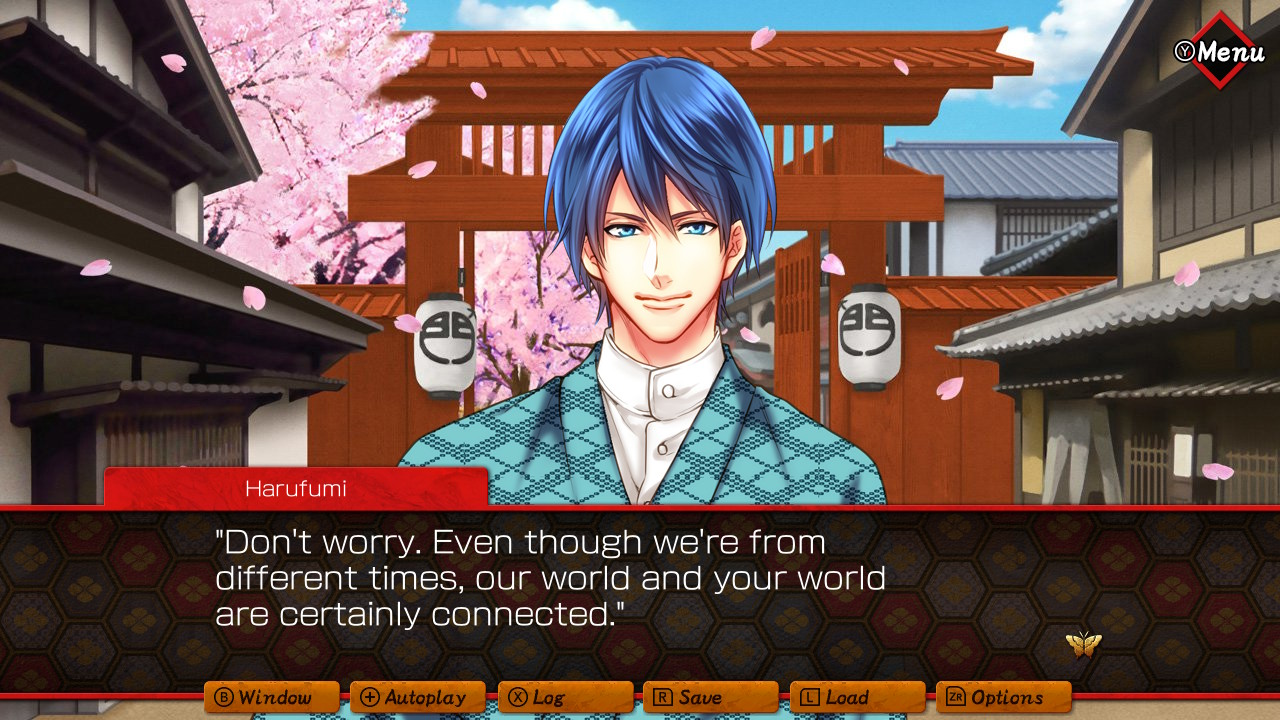 Ⓨ Menu
Harufumi
"Don't worry. Even though we're from
different times, our world and your world
are certainly connected."
Ⓑ Window
⊕ Autoplay
Ⓧ Log
R Save
L Load
ZR Options